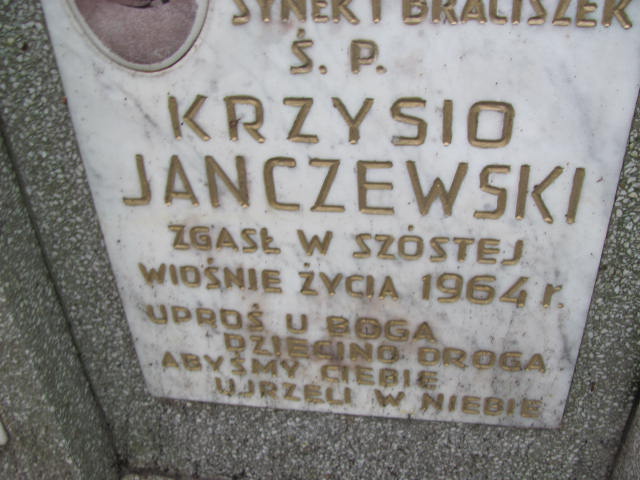 SYNEK I BRACISZEK
Ś. P.
KRZYSIO
JANCZEWSKI
ZGASŁ W SZÓSTEJ
WIOŚNIE ŻYCIA 1964 r.
UPROŚ U BOGA
DZIECINO DROGA
ABYŚMY CIEBIE
UJRZELI W NIEBIE